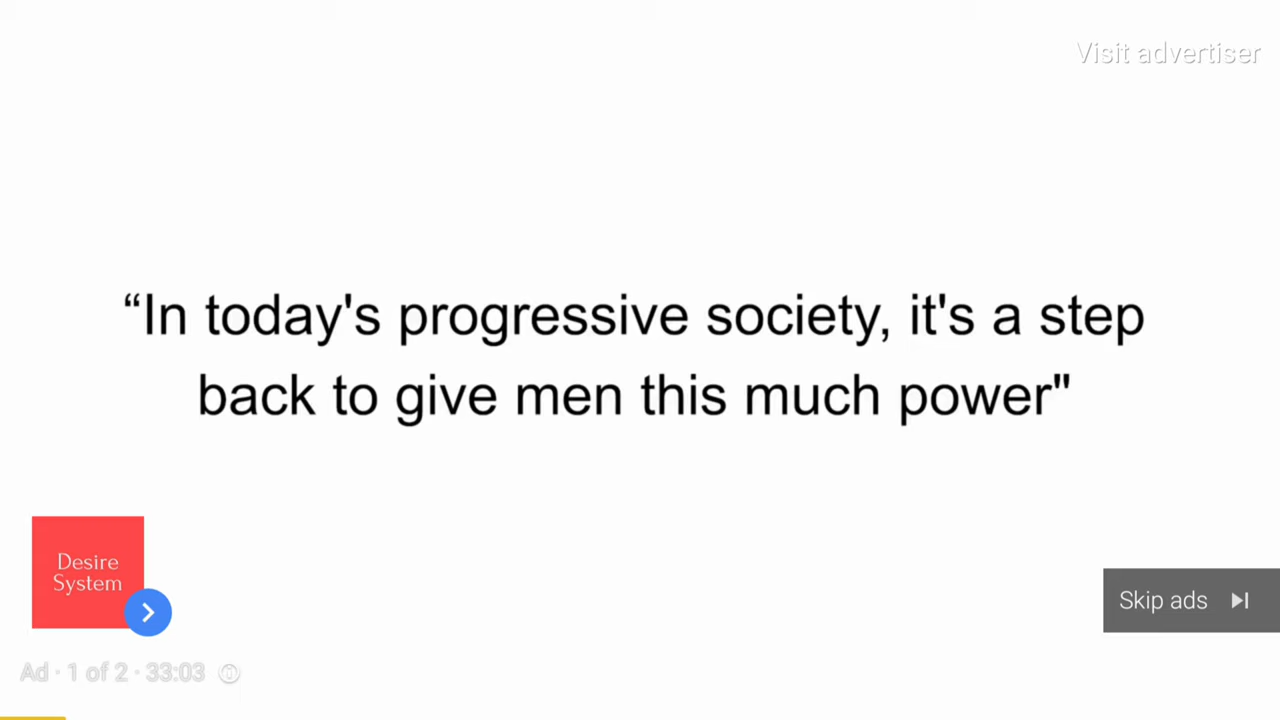 Visit advertiser
“In today's progressive society, it's a step
back to give men this much power"
Desire
System
Skip ads
Ad · 1 of 2 · 33:03